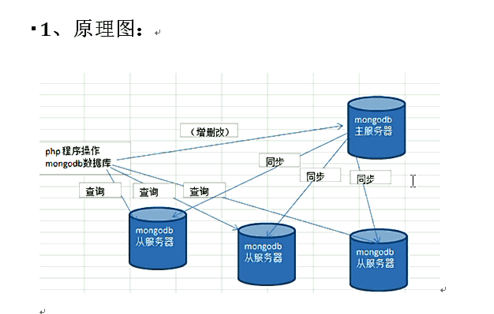 ▪1、原理图：
mongodb
主服务器
（增删改）
php 程序操作
mongodb数据库
同步
同步
同步
查询
查询
查询
mongodb
从服务器
mongodb
从服务器
mongodb
从服务器